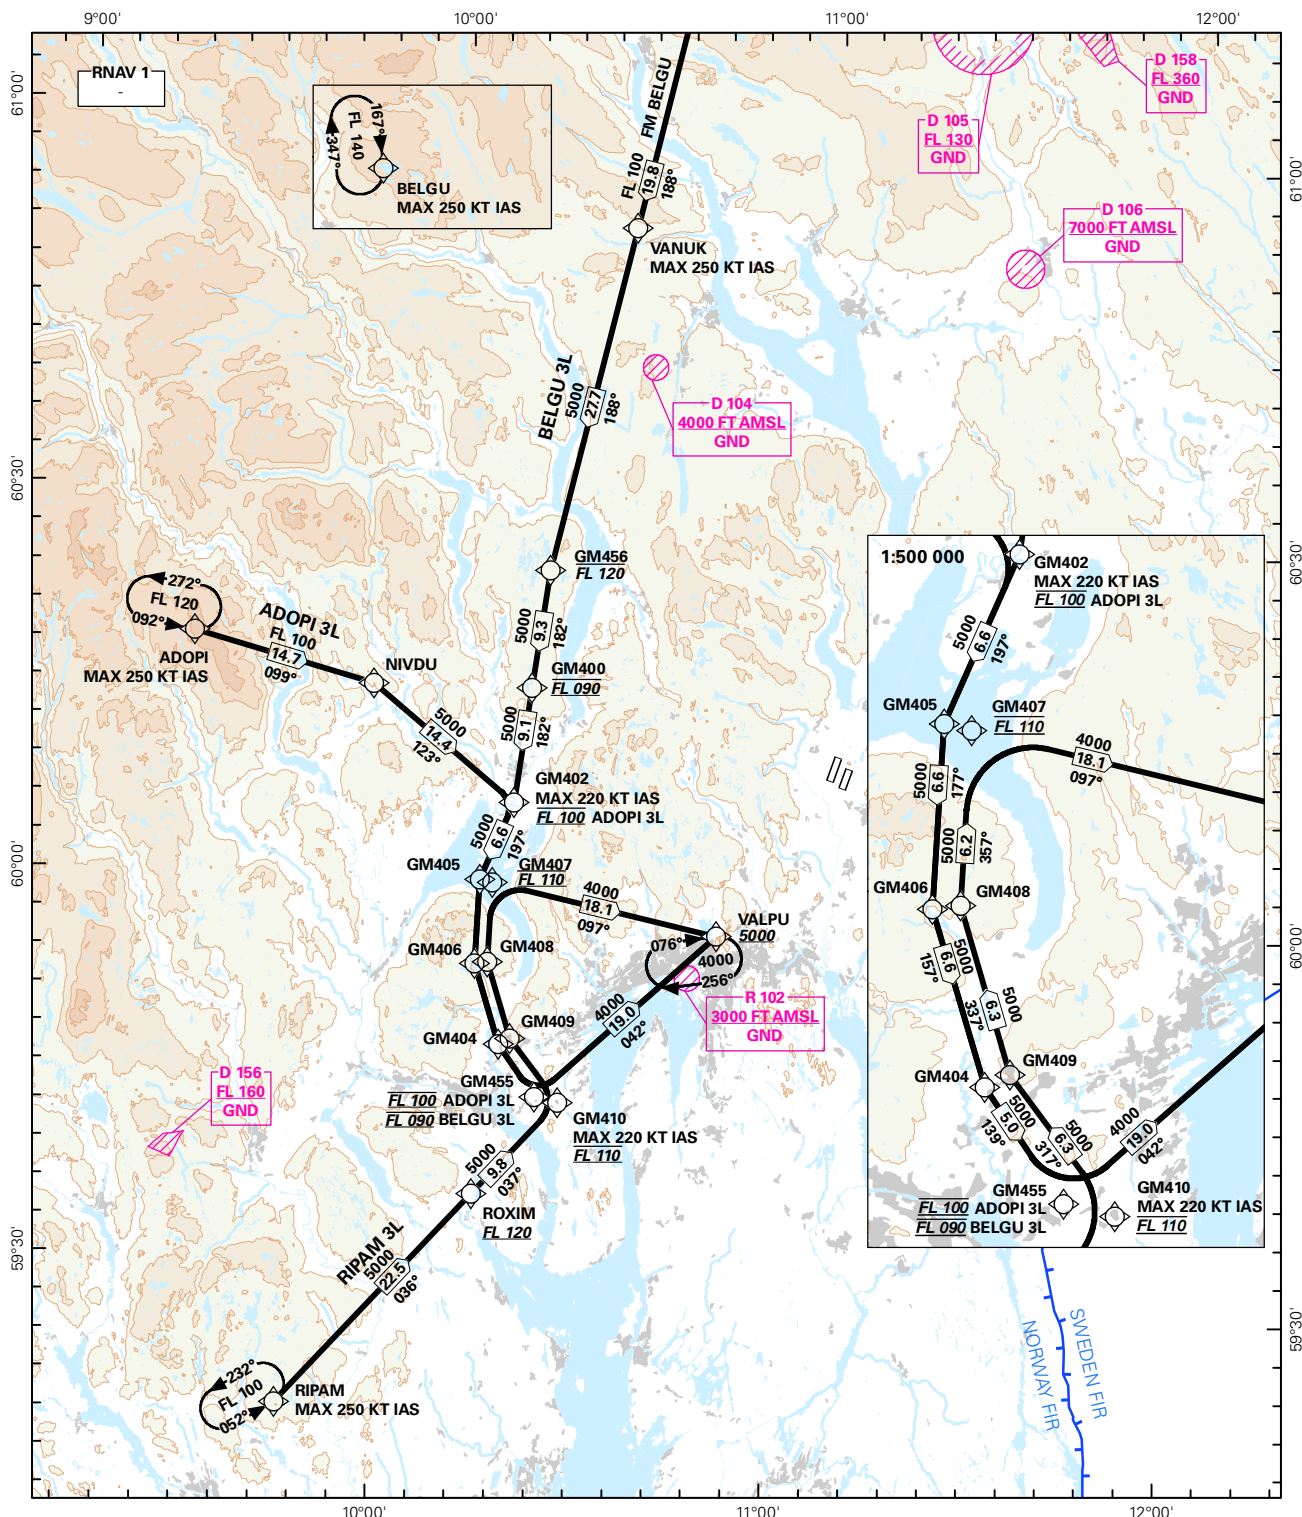 9°00'
10°00'
11°00'
12°00'
61°00'
60°30'
60°00'
59°30'
61°00'
60°30'
60°00'
59°30'
10°00'
11°00'
12°00'
RNAV 1
-
167°
FL 140
347°
BELGU
MAX 250 KT IAS
FM BELGU
FL 100
19.8
188°
VANUK
MAX 250 KT IAS
D 158
FL 360
GND
D 105
FL 130
GND
D 106
7000 FT AMSL
GND
D 104
4000 FT AMSL
GND
BELGU 3L
5000
27.7
188°
GM456
FL 120
5000
9.3
182°
GM400
FL 090
5000
9.1
182°
272°
FL 120
092°
ADOPI
MAX 250 KT IAS
ADOPI 3L
FL 100
14.7
099°
NIVDU
5000
14.4
123°
GM402
MAX 220 KT IAS
FL 100 ADOPI 3L
5000
6.6
197°
GM405
GM407
FL 110
4000
18.1
097°
VALPU
5000
076°
4000
256°
GM406
GM408
4000
19.0
042°
R 102
3000 FT AMSL
GND
GM409
GM404
GM455
FL 100 ADOPI 3L
FL 090 BELGU 3L
GM410
MAX 220 KT IAS
FL 110
D 156
FL 160
GND
5000
9.8
037°
ROXIM
FL 120
RIPAM 3L
5000
22.5
036°
232°
FL 100
052°
RIPAM
MAX 250 KT IAS
1:500 000
GM402
MAX 220 KT IAS
FL 100 ADOPI 3L
5000
6.6
197°
GM405
GM407
FL 110
4000
18.1
097°
5000
6.6
177°
5000
6.2
357°
GM406
GM408
6.6
157°
5000
337°
6.3
5000
GM409
GM404
5.0
139°
5000
317°
6.3
5000
4000
19.0
042°
GM455
FL 100 ADOPI 3L
FL 090 BELGU 3L
GM410
MAX 220 KT IAS
FL 110
SWEDEN FIR
NORWAY FIR